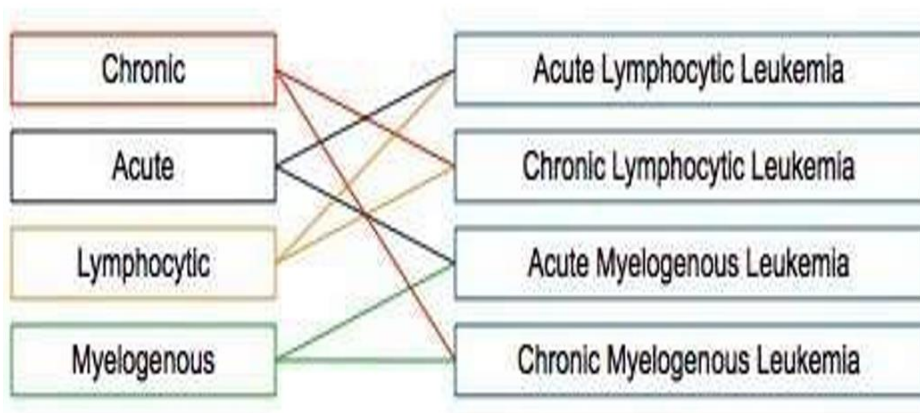 Chronic
Acute
Lymphocytic
Myelogenous
Acute Lymphocytic Leukemia
Chronic Lymphocytic Leukemia
Acute Myelogenous Leukemia
Chronic Myelogenous Leukemia